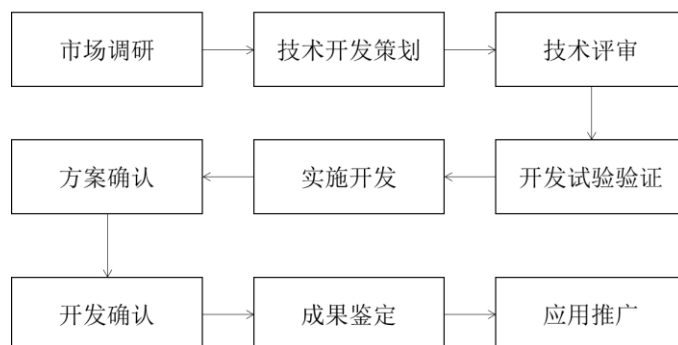 市场调研
技术开发策划
技术评审
方案确认
实施开发
开发试验验证
开发确认
成果鉴定
应用推广